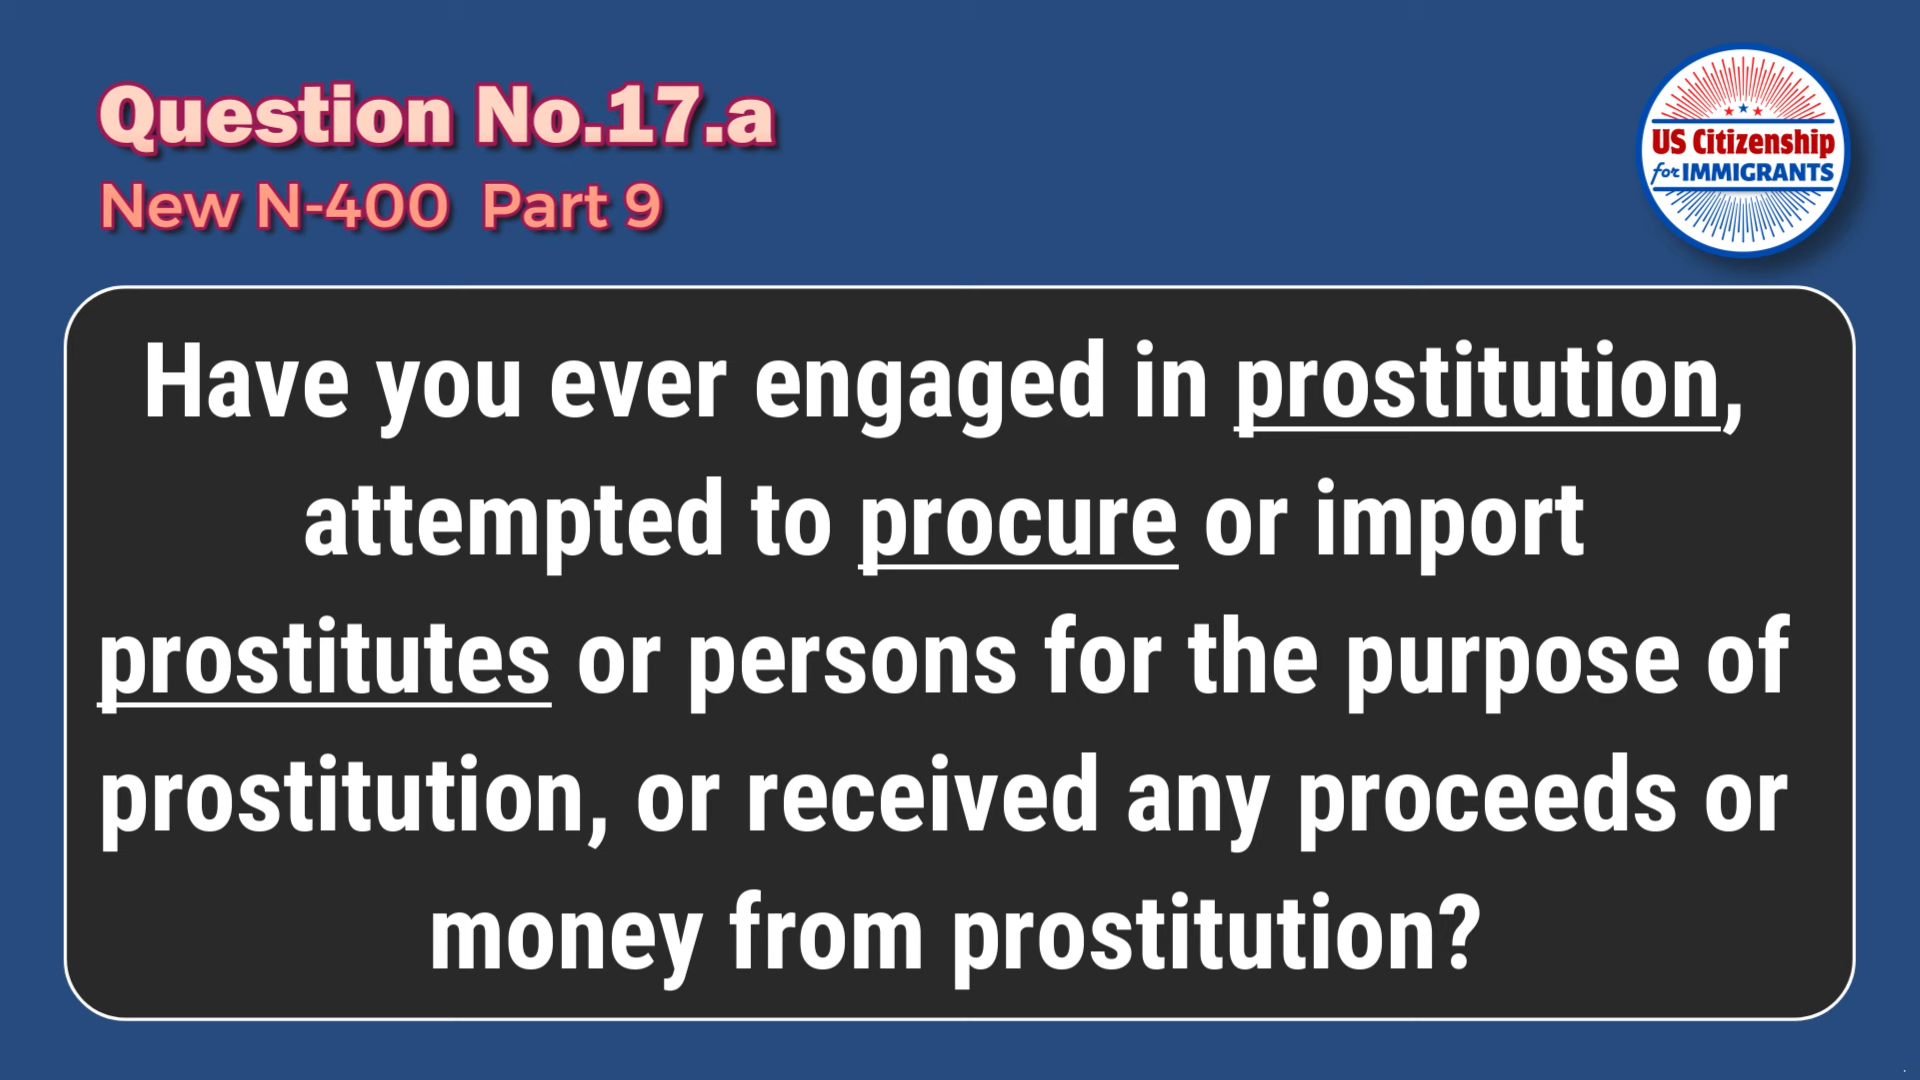 Question No.17.a
New N-400 Part 9
US Citizenship
for IMMIGRANTS
Have you ever engaged in prostitution,
attempted to procure or import
prostitutes or persons for the purpose of
prostitution, or received any proceeds or
money from prostitution?